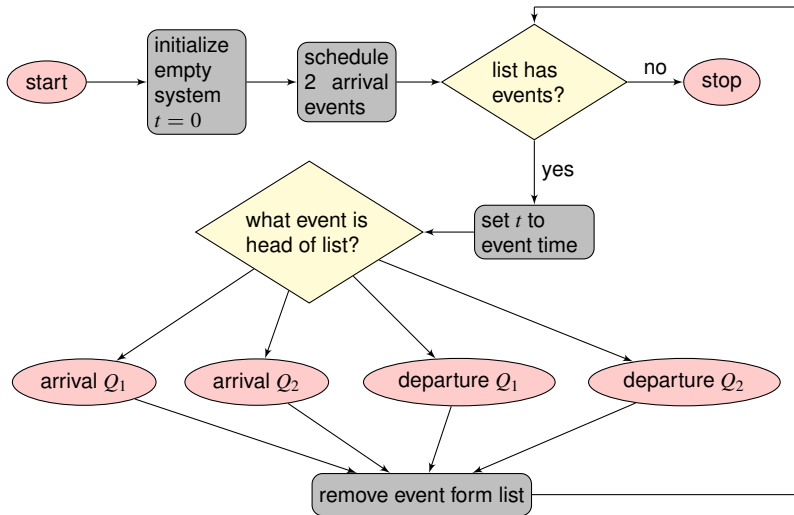 start
initialize
empty
system
t = 0
schedule
2 arrival
events
list has
events?
no
stop
yes
what event is
head of list?
set t to
event time
arrival Q₁
arrival Q₂
departure Q₁
departure Q₂
remove event form list